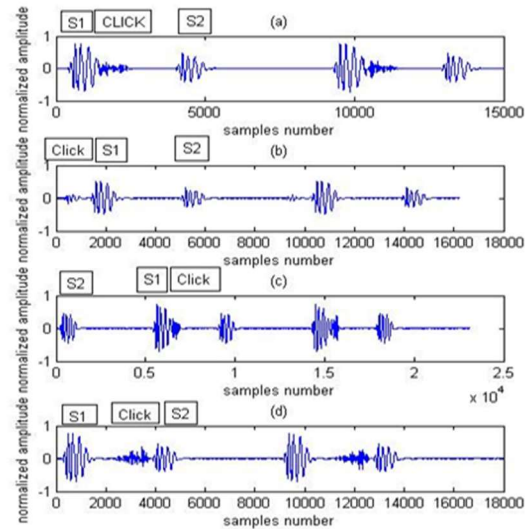 S1 CLICK S2 (a)
1
0
-1
0 5000 10000 15000
samples number
normalized amplitude
Click S1 S2 (b)
1
0
-1
0 2000 4000 6000 8000 10000 12000 14000 16000 18000
samples number
normalized amplitude
S2 S1 Click (c)
1
0
-1
0 0.5 1 1.5 2 2.5
x 10^4
samples number
normalized amplitude
S1 Click S2 (d)
1
0
-1
0 2000 4000 6000 8000 10000 12000 14000 16000 18000
samples number
normalized amplitude